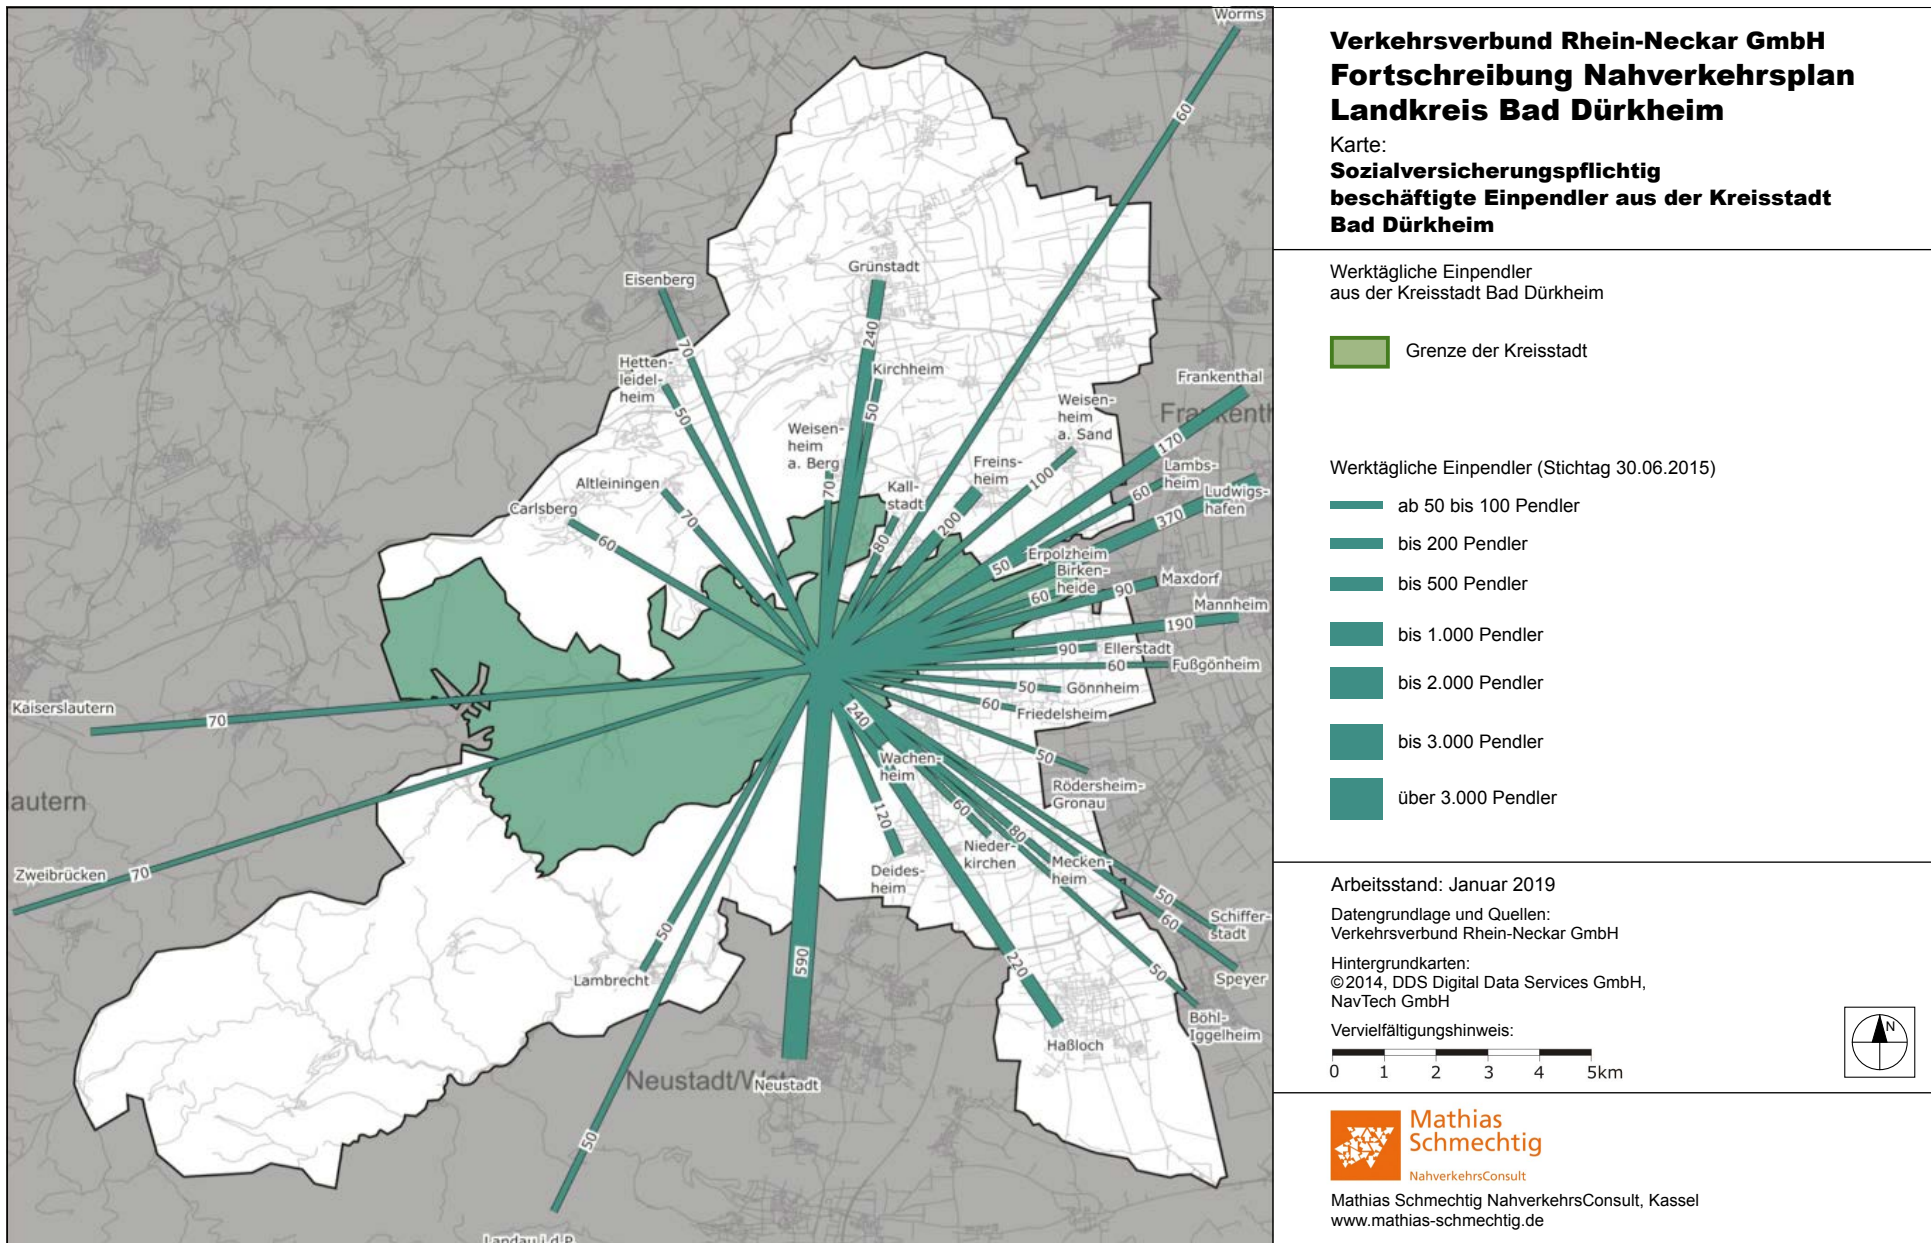 Verkehrsverbund Rhein-Neckar GmbH
Fortschreibung Nahverkehrsplan
Landkreis Bad Dürkheim
Karte:
Sozialversicherungspflichtig
beschäftigte Einpendler aus der Kreisstadt
Bad Dürkheim
Werktägliche Einpendler
aus der Kreisstadt Bad Dürkheim
Grenze der Kreisstadt
Werktägliche Einpendler (Stichtag 30.06.2015)
ab 50 bis 100 Pendler
bis 200 Pendler
bis 500 Pendler
bis 1.000 Pendler
bis 2.000 Pendler
bis 3.000 Pendler
über 3.000 Pendler
Arbeitsstand: Januar 2019
Datengrundlage und Quellen:
Verkehrsverbund Rhein-Neckar GmbH
Hintergrundkarten:
©2014, DDS Digital Data Services GmbH,
NavTech GmbH
Vervielfältigungshinweis:
0 1 2 3 4 5km
N
Mathias
Schmechtig
NahverkehrsConsult
Mathias Schmechtig NahverkehrsConsult, Kassel
www.mathias-schmechtig.de
Worms
60
Grünstadt
240
Eisenberg
70
Hetten-
leidel-
heim
50
Kirchheim
50
Weisen-
heim
a. Berg
70
Weisen-
heim
a. Sand
100
Frankenthal
170
Lambs-
heim
60
Ludwigs-
hafen
370
Freins-
heim
200
Kall-
stadt
80
Altleiningen
70
Carlsberg
60
Erpolzheim
50
Birken-
heide
60
Maxdorf
90
Mannheim
190
Ellerstadt
90
Fußgönheim
60
Gönnheim
50
Friedelsheim
60
Rödersheim-
Gronau
50
Kaiserslautern
70
autern
Zweibrücken
70
Wachen-
heim
240
Deides-
heim
120
Nieder-
kirchen
60
Mecken-
heim
80
Schiffer-
stadt
50
Speyer
60
Böhl-
Iggelheim
50
Haßloch
220
Lambrecht
50
Neustadt
590
50
Landau i.d.P.